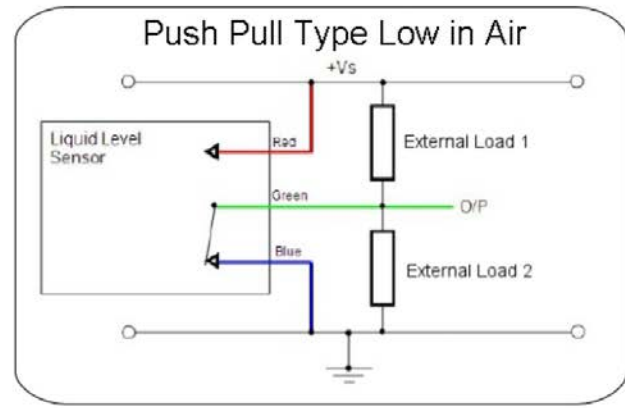 Push Pull Type Low in Air
+Vs
Liquid Level
Sensor
Red
External Load 1
Green
O/P
Blue
External Load 2